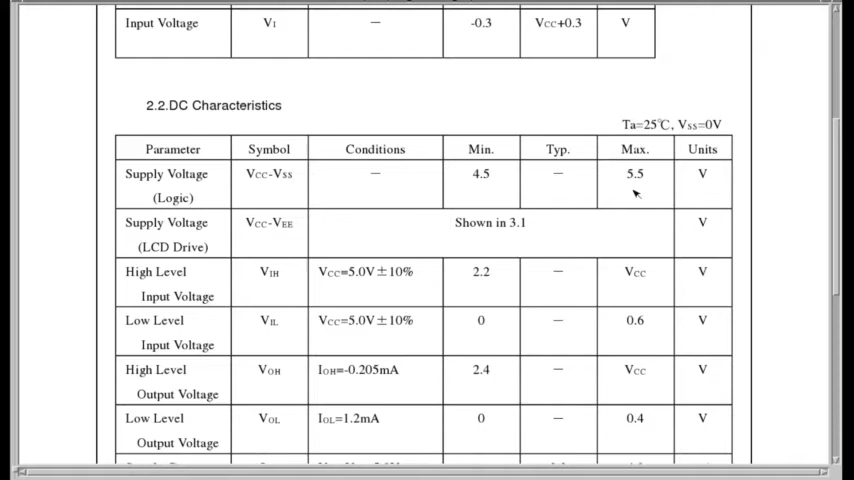 Input Voltage VI — -0.3 VCC+0.3 V
2.2.DC Characteristics
Ta=25℃, VSS=0V
Parameter Symbol Conditions Min. Typ. Max. Units
Supply Voltage VCC-VSS — 4.5 — 5.5 V
(Logic)
Supply Voltage VCC-VEE Shown in 3.1 V
(LCD Drive)
High Level VIH VCC=5.0V±10% 2.2 — VCC V
Input Voltage
Low Level VIL VCC=5.0V±10% 0 — 0.6 V
Input Voltage
High Level VOH IOH=-0.205mA 2.4 — VCC V
Output Voltage
Low Level VOL IOL=1.2mA 0 — 0.4 V
Output Voltage